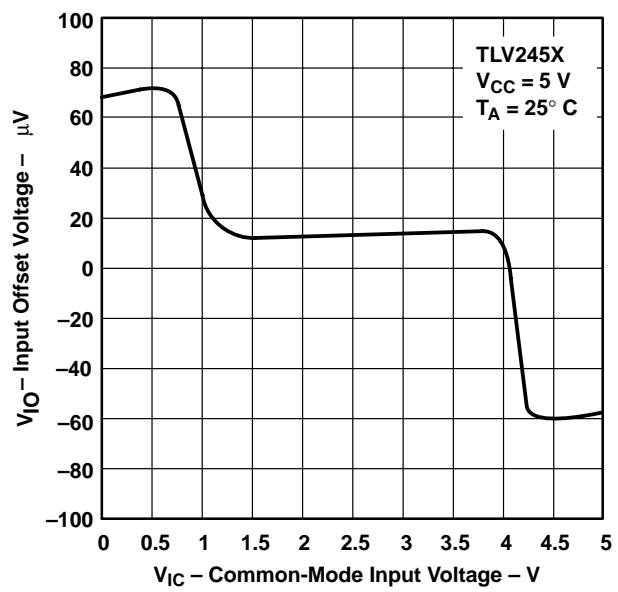 TLV245X
VCC = 5 V
TA = 25° C
VIO – Input Offset Voltage – µV
100
80
60
40
20
0
–20
–40
–60
–80
–100
0 0.5 1 1.5 2 2.5 3 3.5 4 4.5 5
VIC – Common-Mode Input Voltage – V